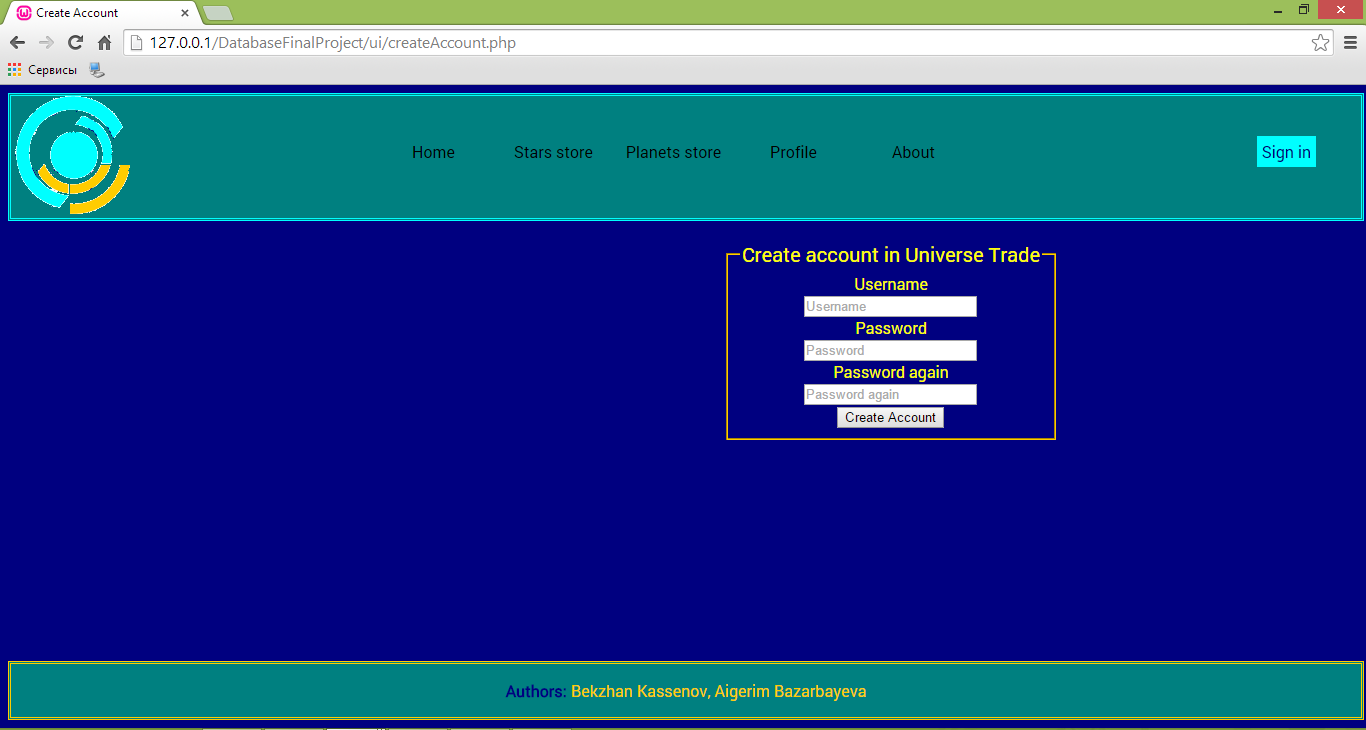 Create Account
127.0.0.1/DatabaseFinalProject/ui/createAccount.php
Сервисы
Home Stars store Planets store Profile About Sign in
Create account in Universe Trade
Username
Username
Password
Password
Password again
Password again
Create Account
Authors: Bekzhan Kassenov, Aigerim Bazarbayeva